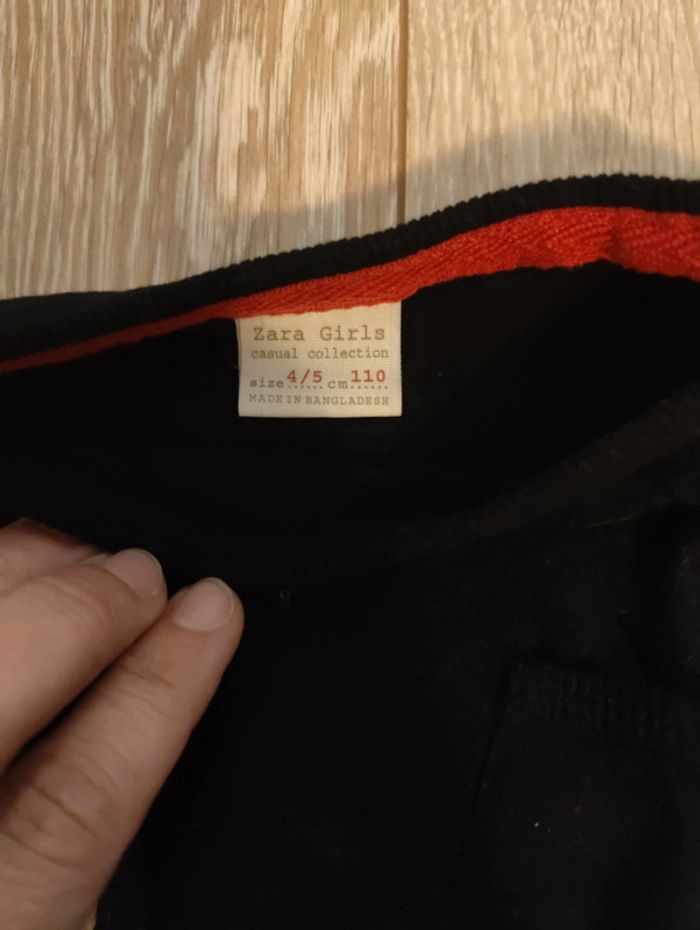 Zara Girls
casual collection
size 4/5 cm 110
MADE IN BANGLADESH